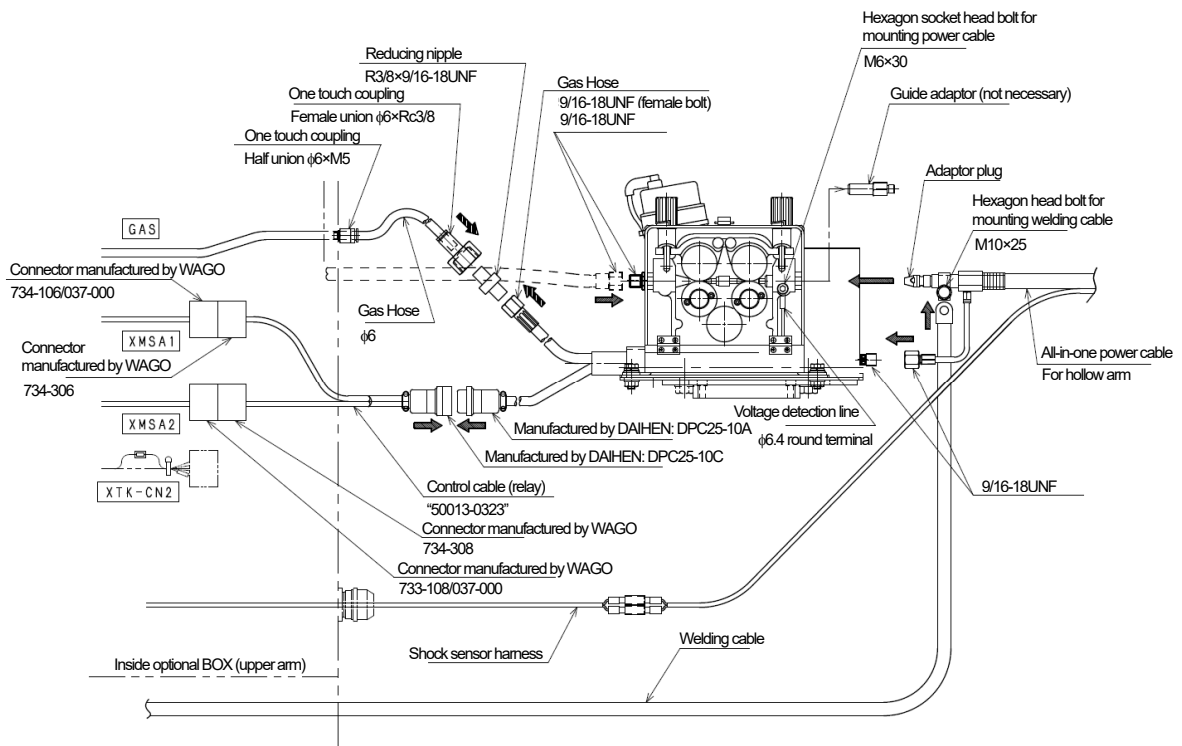 Hexagon socket head bolt for
mounting power cable
M6×30
Reducing nipple
R3/8×9/16-18UNF
Gas Hose
9/16-18UNF (female bolt)
9/16-18UNF
One touch coupling
Female union ϕ6×Rc3/8
One touch coupling
Half union ϕ6×M5
Guide adaptor (not necessary)
Adaptor plug
Hexagon head bolt for
mounting welding cable
M10×25
GAS
Connector manufactured by WAGO
734-106/037-000
Gas Hose
ϕ6
XMSA1
Connector
manufactured by WAGO
734-306
All-in-one power cable
For hollow arm
XMSA2
Voltage detection line
ϕ6.4 round terminal
Manufactured by DAIHEN: DPC25-10A
Manufactured by DAIHEN: DPC25-10C
XTK-CN2
Control cable (relay)
“50013-0323”
9/16-18UNF
Connector manufactured by WAGO
734-308
Connector manufactured by WAGO
733-108/037-000
Shock sensor harness
Welding cable
Inside optional BOX (upper arm)